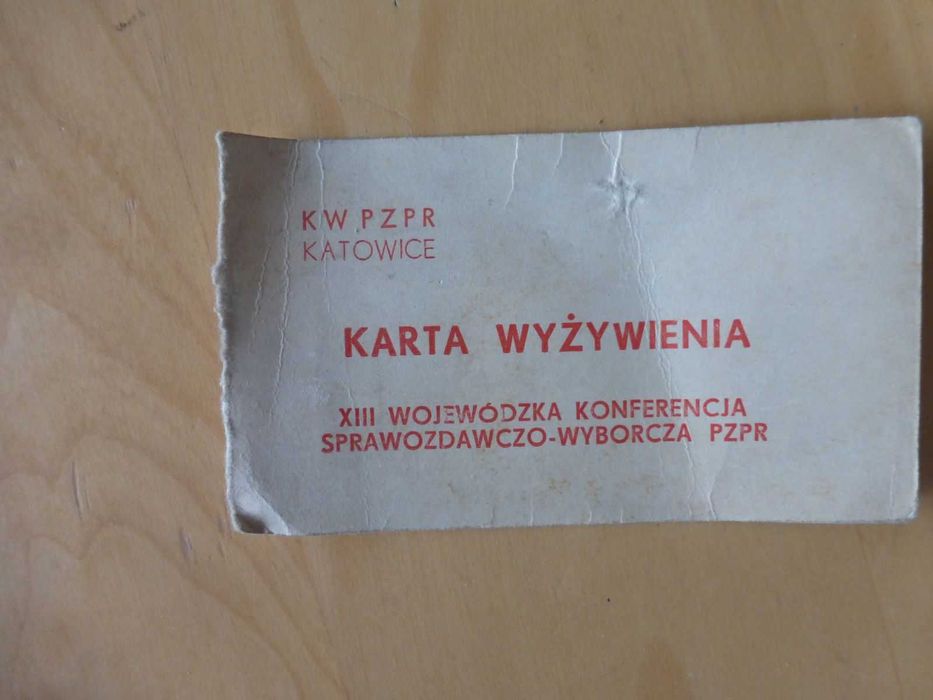 KW PZPR
KATOWICE
KARTA WYŻYWIENIA
XIII WOJEWÓDZKA KONFERENCJA
SPRAWOZDAWCZO-WYBORCZA PZPR